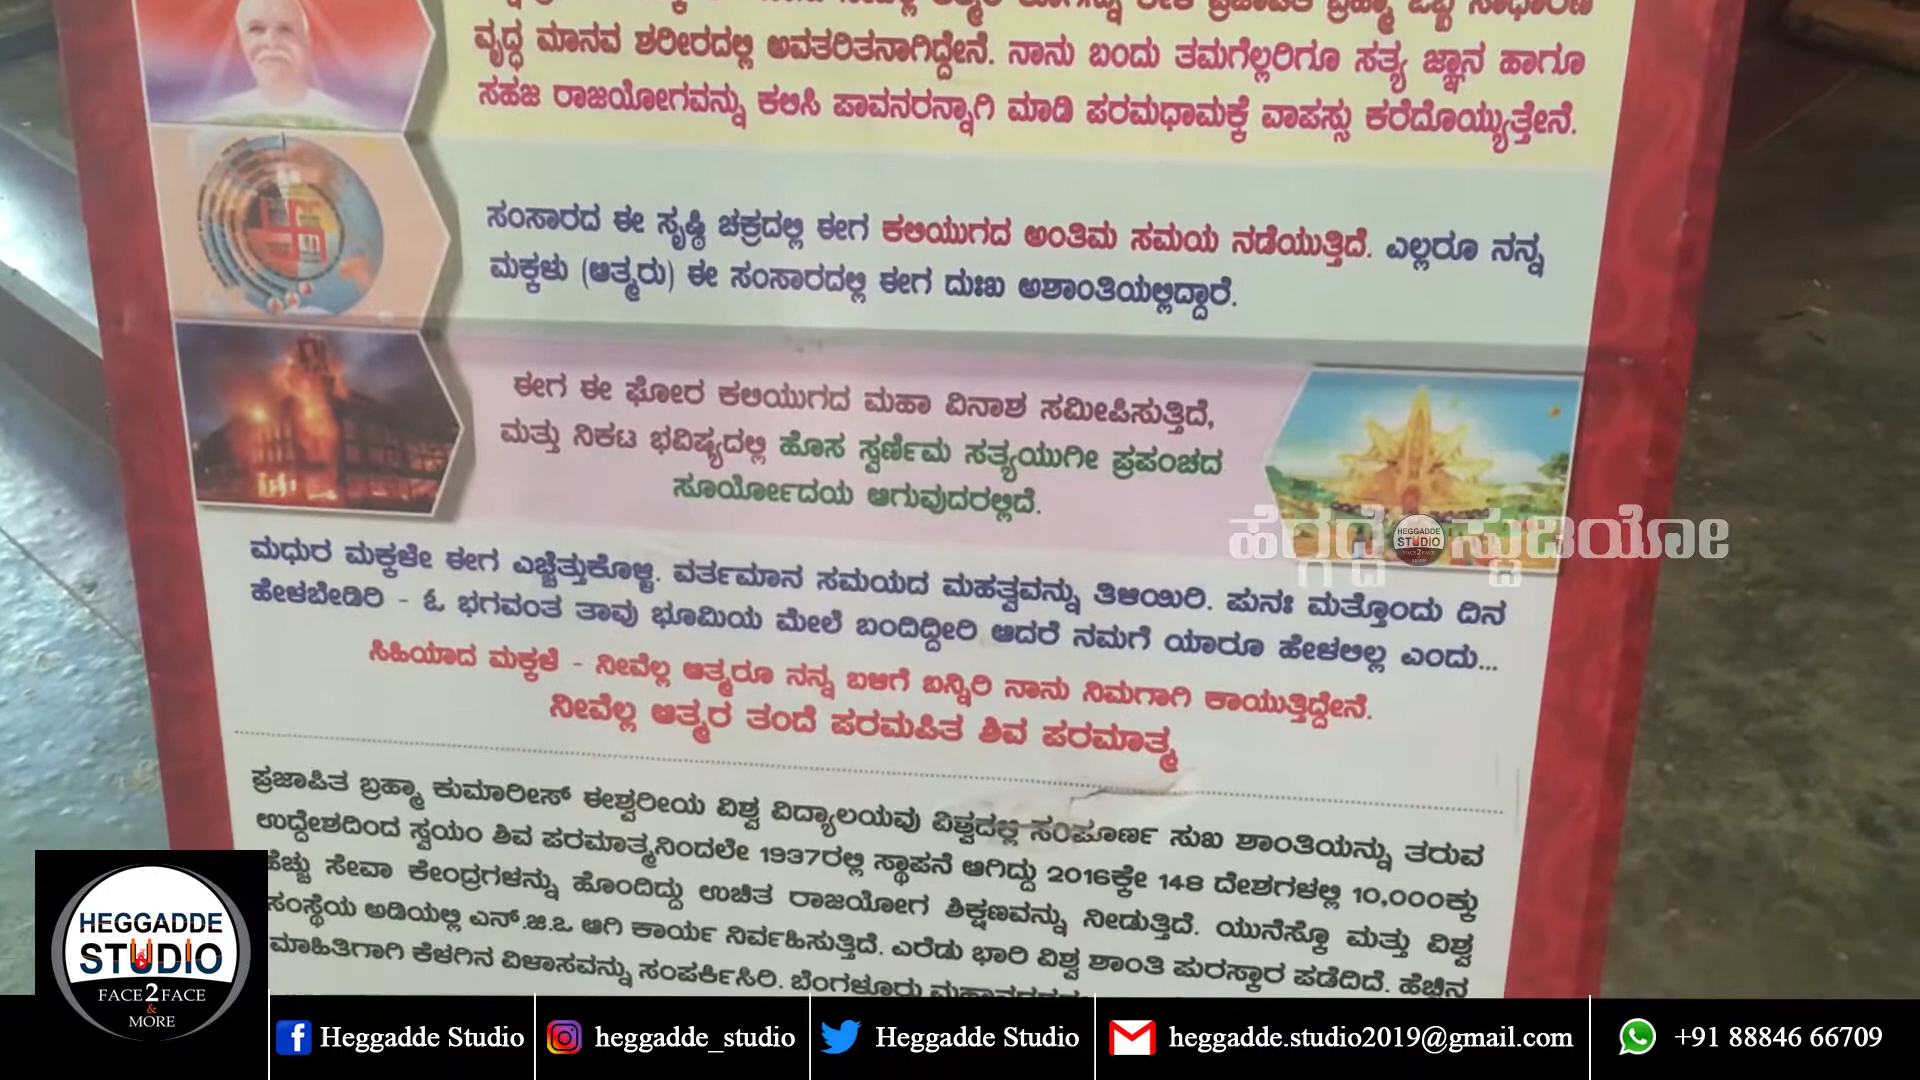 ವೃದ್ಧ ಮಾನವ ಶರೀರದಲ್ಲಿ ಅವತರಿತನಾಗಿದ್ದೇನೆ. ನಾನು ಬಂದು ತಮಗೆಲ್ಲರಿಗೂ ಸತ್ಯ ಜ್ಞಾನ ಹಾಗೂ
ಸಹಜ ರಾಜಯೋಗವನ್ನು ಕಲಿಸಿ ಪಾವನರನ್ನಾಗಿ ಮಾಡಿ ಪರಮಧಾಮಕ್ಕೆ ವಾಪಸ್ಸು ಕರೆದೊಯ್ಯುತ್ತೇನೆ.
ಸಂಸಾರದ ಈ ಸೃಷ್ಠಿ ಚಕ್ರದಲ್ಲಿ ಈಗ ಕಲಿಯುಗದ ಅಂತಿಮ ಸಮಯ ನಡೆಯುತ್ತಿದೆ. ಎಲ್ಲರೂ ನನ್ನ
ಮಕ್ಕಳು (ಆತ್ಮರು) ಈ ಸಂಸಾರದಲ್ಲಿ ಈಗ ದುಃಖ ಅಶಾಂತಿಯಲ್ಲಿದ್ದಾರೆ.
ಈಗ ಈ ಘೋರ ಕಲಿಯುಗದ ಮಹಾ ವಿನಾಶ ಸಮೀಪಿಸುತ್ತಿದೆ,
ಮತ್ತು ನಿಕಟ ಭವಿಷ್ಯದಲ್ಲಿ ಹೊಸ ಸ್ವರ್ಣಿಮ ಸತ್ಯಯುಗೀ ಪ್ರಪಂಚದ
ಸೂರ್ಯೋದಯ ಆಗುವುದರಲ್ಲಿದೆ.
ಹೆಗ್ಗದ್ದೆ ಸ್ಟುಡಿಯೋ
ಮಧುರ ಮಕ್ಕಳೇ ಈಗ ಎಚ್ಚೆತ್ತುಕೊಳ್ಳಿ. ವರ್ತಮಾನ ಸಮಯದ ಮಹತ್ವವನ್ನು ತಿಳಿಯಿರಿ. ಪುನಃ ಮತ್ತೊಂದು ದಿನ
ಹೇಳಬೇಡಿರಿ - ಓ ಭಗವಂತ ತಾವು ಭೂಮಿಯ ಮೇಲೆ ಬಂದಿದ್ದೀರಿ ಆದರೆ ನಮಗೆ ಯಾರೂ ಹೇಳಲಿಲ್ಲ ಎಂದು...
ಸಿಹಿಯಾದ ಮಕ್ಕಳೆ - ನೀವೆಲ್ಲ ಆತ್ಮರೂ ನನ್ನ ಬಳಿಗೆ ಬನ್ನಿರಿ ನಾನು ನಿಮಗಾಗಿ ಕಾಯುತ್ತಿದ್ದೇನೆ.
ನೀವೆಲ್ಲ ಆತ್ಮರ ತಂದೆ ಪರಮಪಿತ ಶಿವ ಪರಮಾತ್ಮ
ಪ್ರಜಾಪಿತ ಬ್ರಹ್ಮಾ ಕುಮಾರೀಸ್ ಈಶ್ವರೀಯ ವಿಶ್ವ ವಿದ್ಯಾಲಯವು ವಿಶ್ವದಲ್ಲಿ ಸಂಪೂರ್ಣ ಸುಖ ಶಾಂತಿಯನ್ನು ತರುವ
ಉದ್ದೇಶದಿಂದ ಸ್ವಯಂ ಶಿವ ಪರಮಾತ್ಮನಿಂದಲೇ 1937ರಲ್ಲಿ ಸ್ಥಾಪನೆ ಆಗಿದ್ದು 2016ಕ್ಕೇ 148 ದೇಶಗಳಲ್ಲಿ 10,000ಕ್ಕು
ಹೆಚ್ಚು ಸೇವಾ ಕೇಂದ್ರಗಳನ್ನು ಹೊಂದಿದ್ದು ಉಚಿತ ರಾಜಯೋಗ ಶಿಕ್ಷಣವನ್ನು ನೀಡುತ್ತಿದೆ. ಯುನೆಸ್ಕೊ ಮತ್ತು ವಿಶ್ವ
ಸಂಸ್ಥೆಯ ಅಡಿಯಲ್ಲಿ ಎನ್.ಜಿ.ಒ ಆಗಿ ಕಾರ್ಯ ನಿರ್ವಹಿಸುತ್ತಿದೆ. ಎರೆಡು ಭಾರಿ ವಿಶ್ವ ಶಾಂತಿ ಪುರಸ್ಕಾರ ಪಡೆದಿದೆ. ಹೆಚ್ಚಿನ
ಮಾಹಿತಿಗಾಗಿ ಕೆಳಗಿನ ವಿಳಾಸವನ್ನು ಸಂಪರ್ಕಿಸಿರಿ. ಬೆಂಗಳೂರು
HEGGADDE
STUDIO
FACE2FACE
&
MORE
Heggadde Studio heggadde_studio Heggadde Studio heggadde.studio2019@gmail.com +91 88846 66709